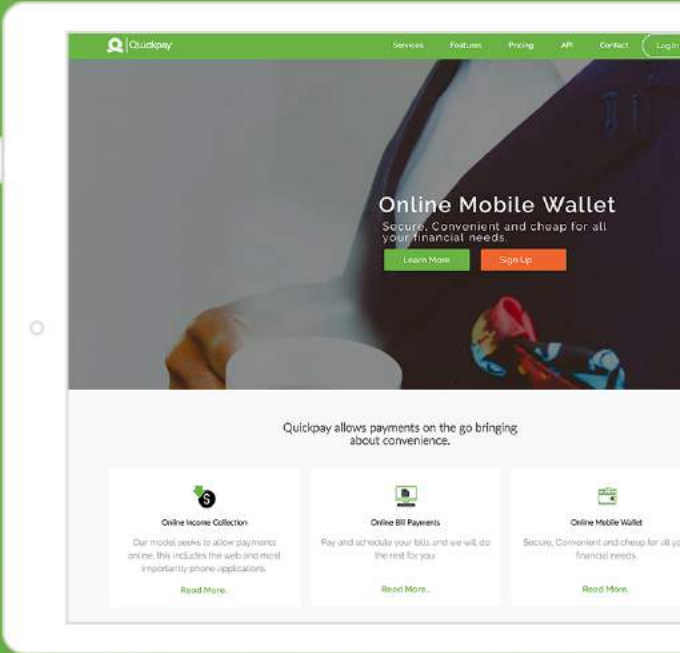 Quickpay
Services Features Pricing API Contact Log In
Online Mobile Wallet
Secure, Convenient and cheap for all
your financial needs.
Learn More Sign Up
Quickpay allows payments on the go bringing
about convenience.
Online Income Collection
Our model seeks to allow payments
online, this includes the web and most
importantly phone applications.
Read More.
Online Bill Payments
Pay and schedule your bills and we will do
the rest for you
Read More..
Online Mobile Wallet
Secure, Convenient and cheap for all yo
financial needs.
Read More.